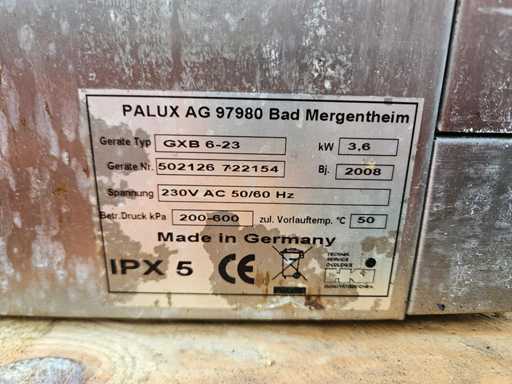 PALUX AG 97980 Bad Mergentheim
Geräte Typ GXB 6-23 kW 3,6
Geräte.Nr. 502126 722154 Bj. 2008
Spannung 230V AC 50/60 Hz
Betr.Druck kPa 200-600 zul. Vorlauftemp. °C 50
Made in Germany
IPX 5 CE
TECHNIK
SERVICE